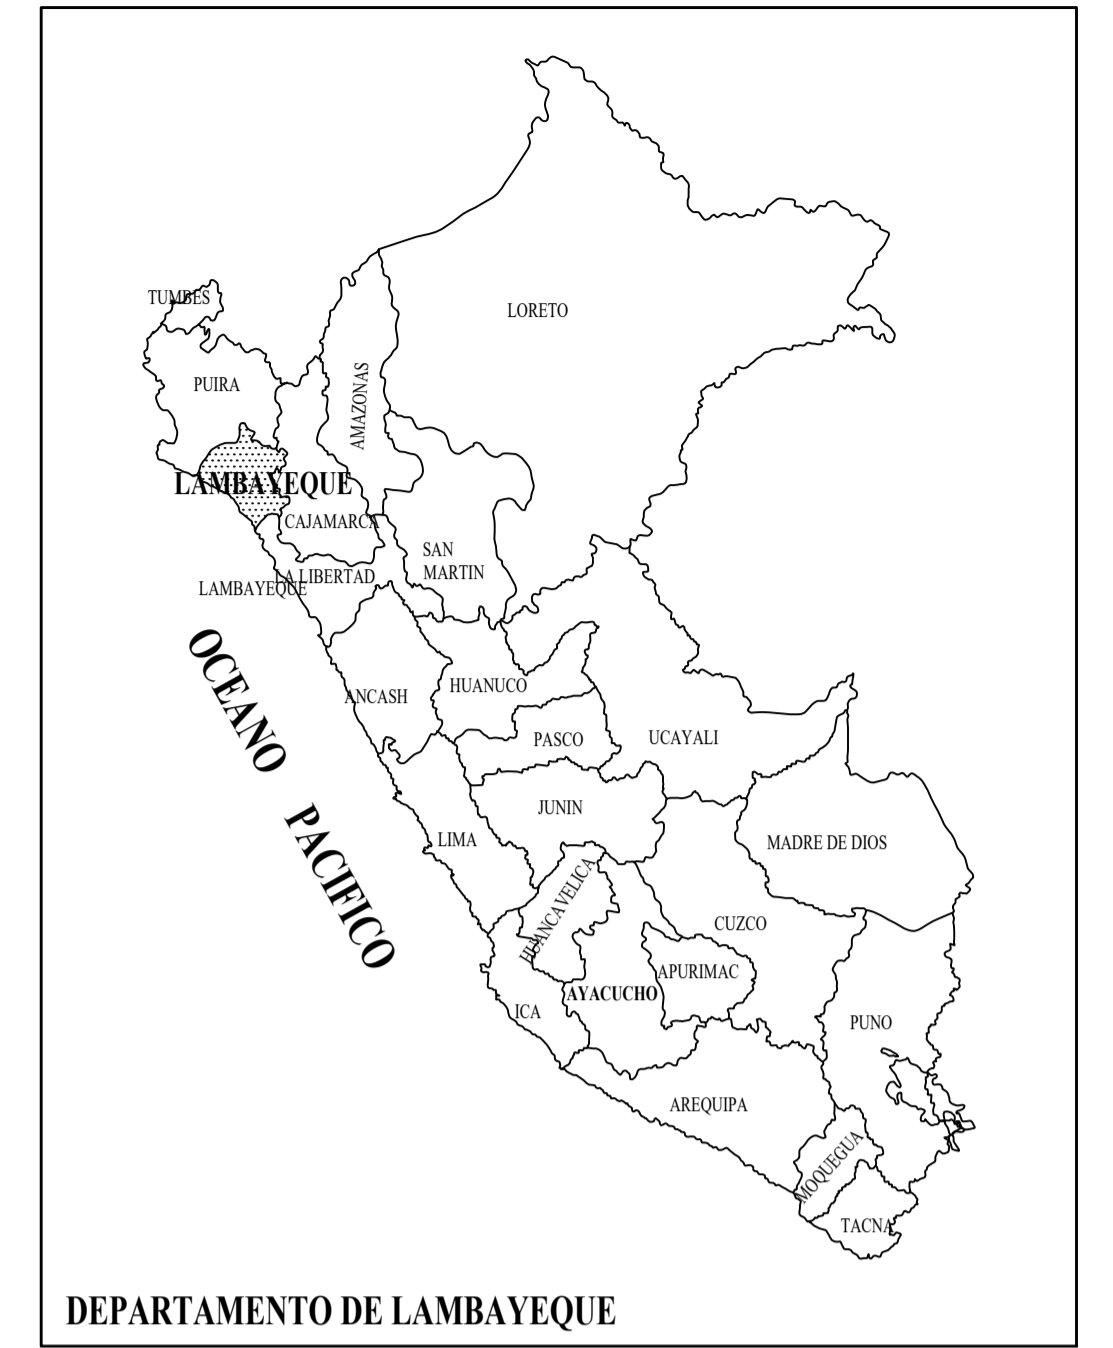 TUMBES
LORETO
PUIRA
AMAZONAS
LAMBAYEQUE
CAJAMARCA
SAN
MARTIN
LA LIBERTAD
LAMBAYEQUE
OCEANO PACIFICO
ANCASH
HUANUCO
PASCO
UCAYALI
JUNIN
LIMA
MADRE DE DIOS
HUANCAVELICA
CUZCO
APURIMAC
AYACUCHO
ICA
PUNO
AREQUIPA
MOQUEGUA
TACNA
DEPARTAMENTO DE LAMBAYEQUE